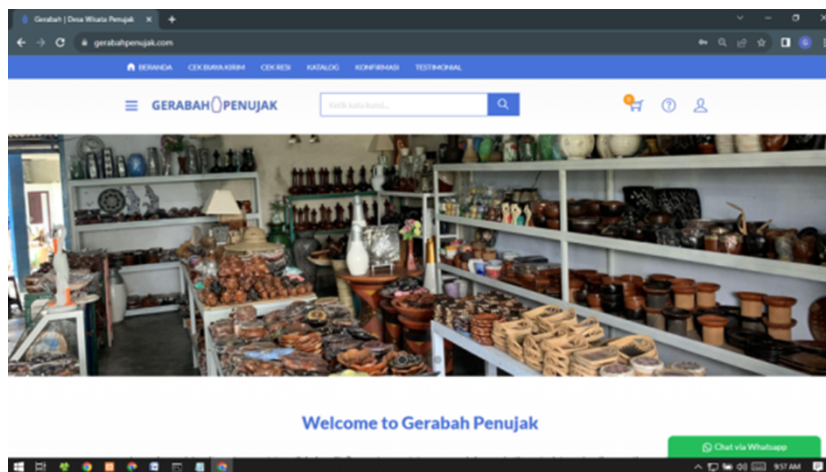 Gerabah | Desa Wisata Penujak
gerabahpenujak.com
G
BERANDA CEK BIAYA KIRIM CEK RESI KATALOG KONFIRMASI TESTIMONIAL
GERABAH PENUJAK
Ketik kata kunci...
0
Welcome to Gerabah Penujak
Chat via Whatsapp
9:57 AM